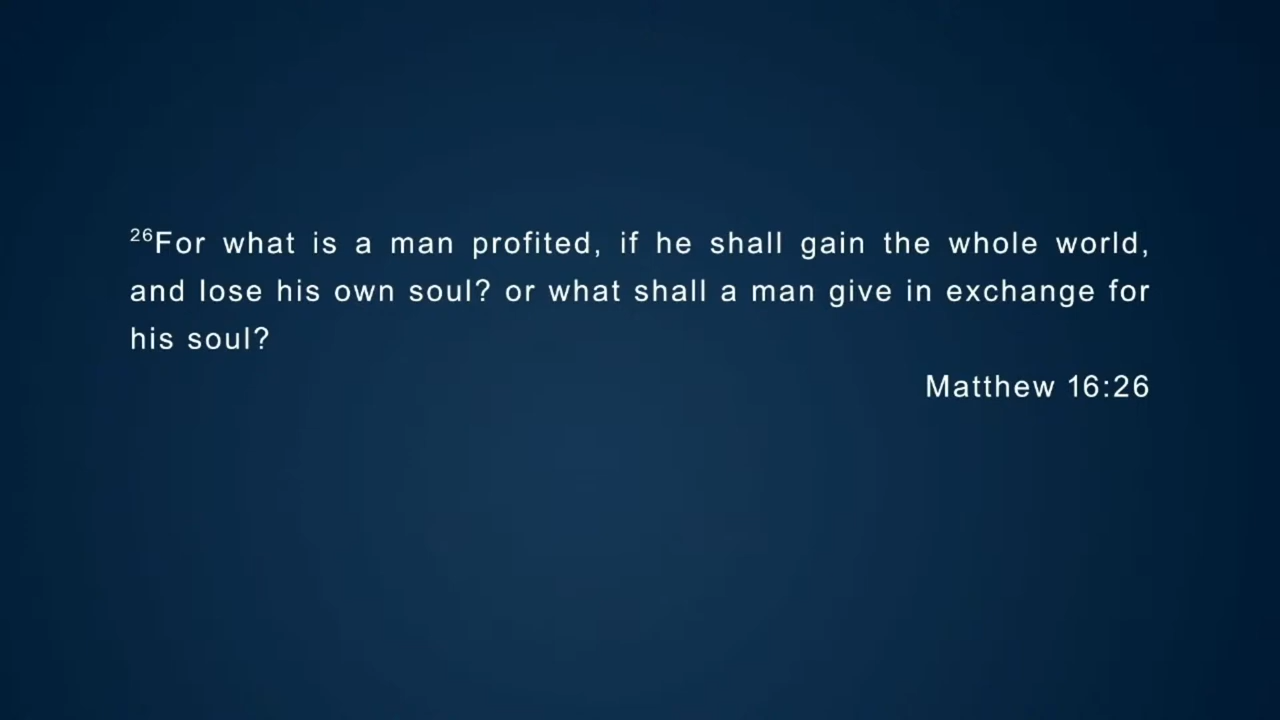 ²⁶For what is a man profited, if he shall gain the whole world,
and lose his own soul? or what shall a man give in exchange for
his soul?
Matthew 16:26